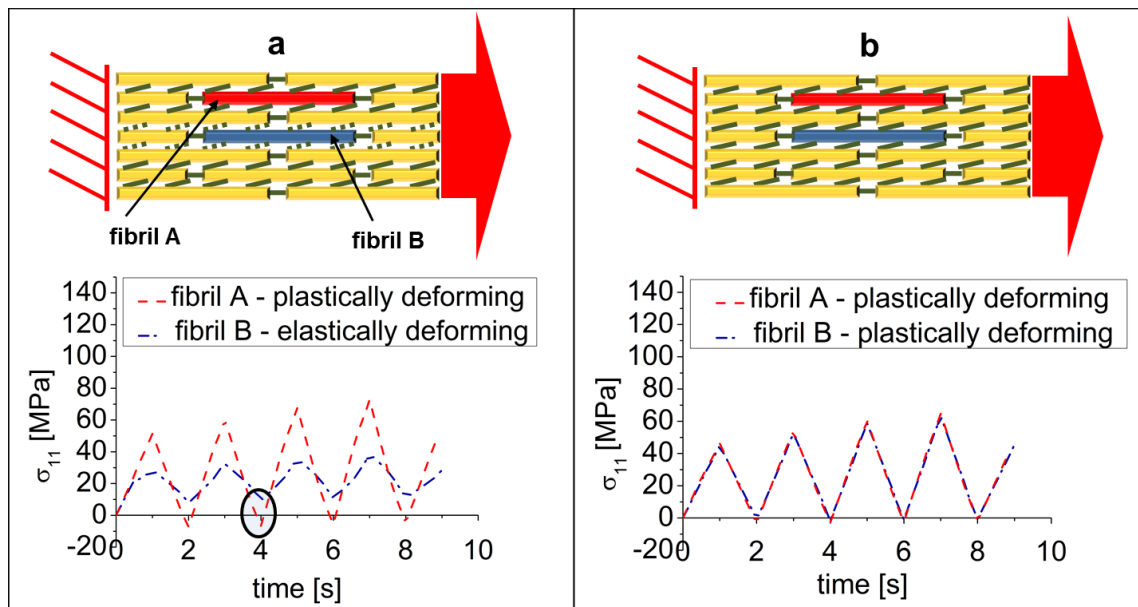 a
fibril A
fibril B
fibril A - plastically deforming
fibril B - elastically deforming
140
120
100
80
60
40
20
0
-20
σ11 [MPa]
0 2 4 6 8 10
time [s]
b
fibril A - plastically deforming
fibril B - plastically deforming
140
120
100
80
60
40
20
0
-20
σ11 [MPa]
0 2 4 6 8 10
time [s]